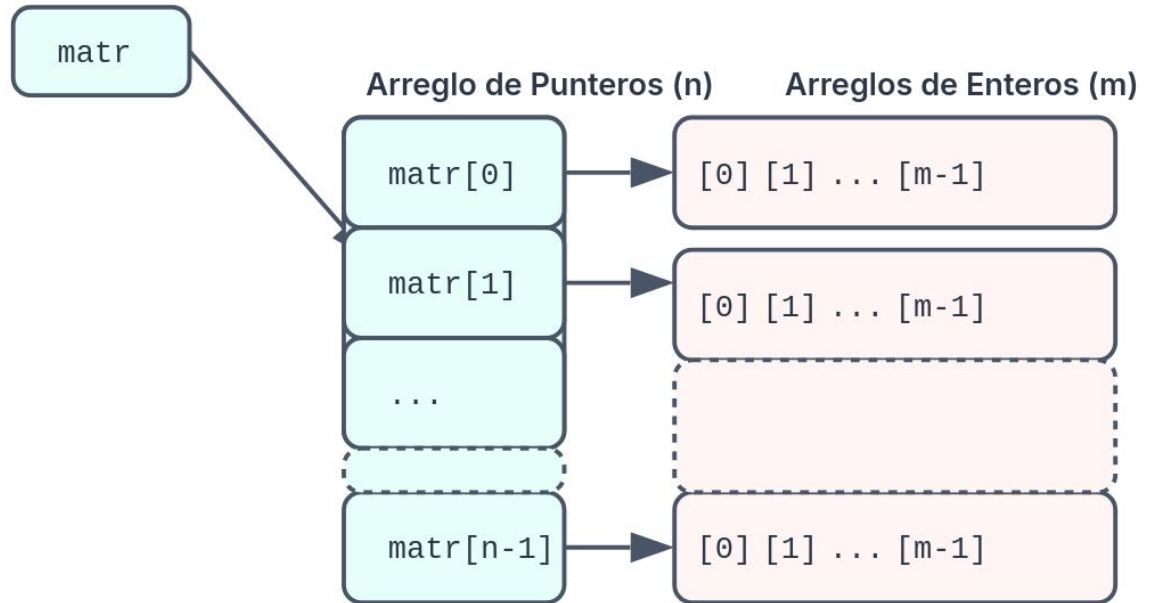 matr
Arreglo de Punteros (n) Arreglos de Enteros (m)
matr[0] [0] [1] ... [m-1]
matr[1] [0] [1] ... [m-1]
...
matr[n-1] [0] [1] ... [m-1]